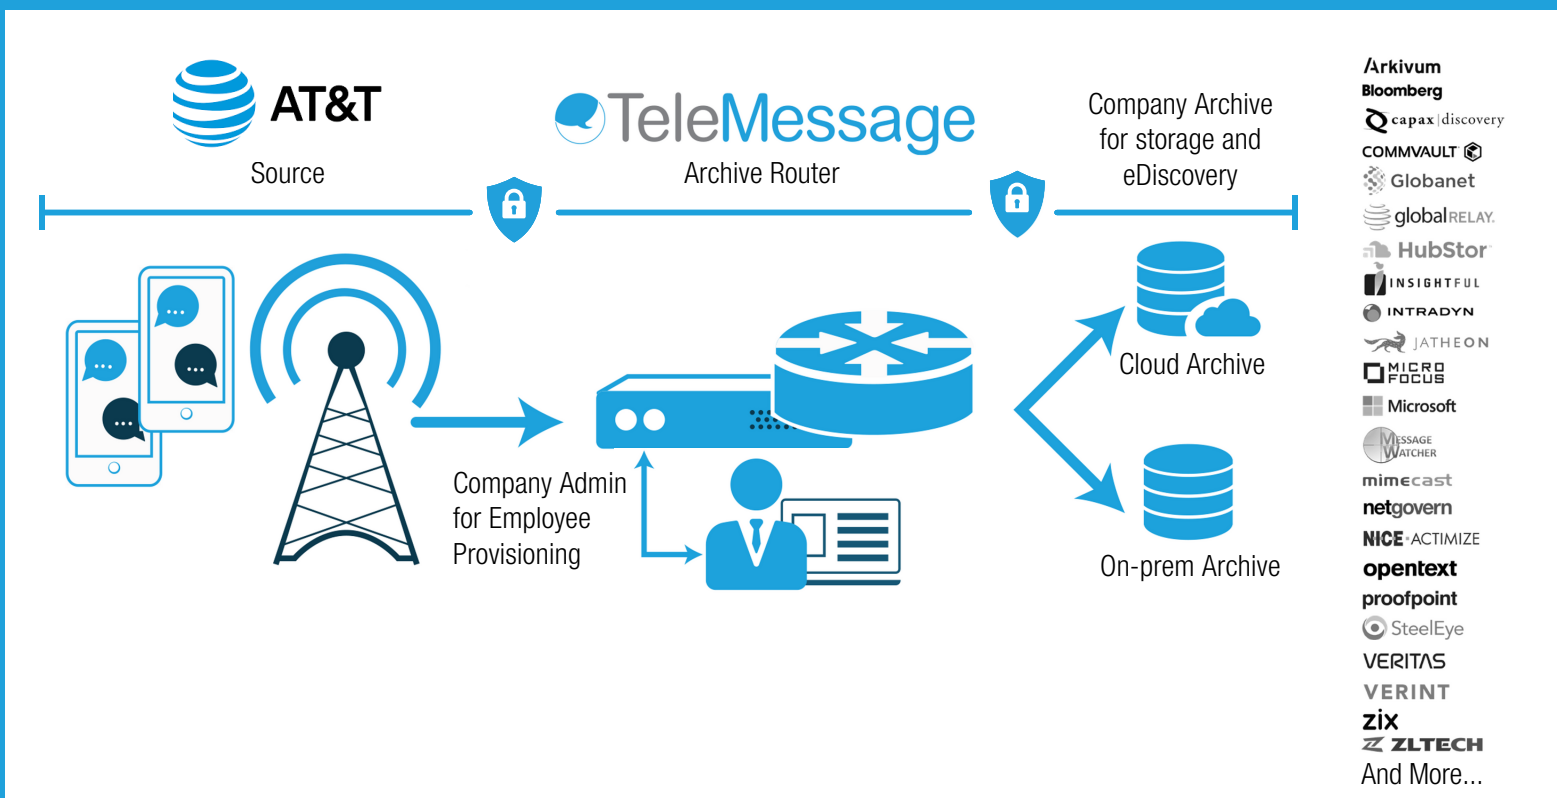 AT&T
Source
TeleMessage
Archive Router
Company Archive
for storage and
eDiscovery
Company Admin
for Employee
Provisioning
Cloud Archive
On-prem Archive
Arkivum
Bloomberg
capax|discovery
COMMVAULT
Globanet
globalRELAY.
HubStor
INSIGHTFUL
INTRADYN
JATHEON
MICRO
FOCUS
Microsoft
MESSAGE
WATCHER
mimecast
netgovern
NICE ACTIMIZE
opentext
proofpoint
SteelEye
VERITAS
VERINT
zix
ZLTECH
And More...